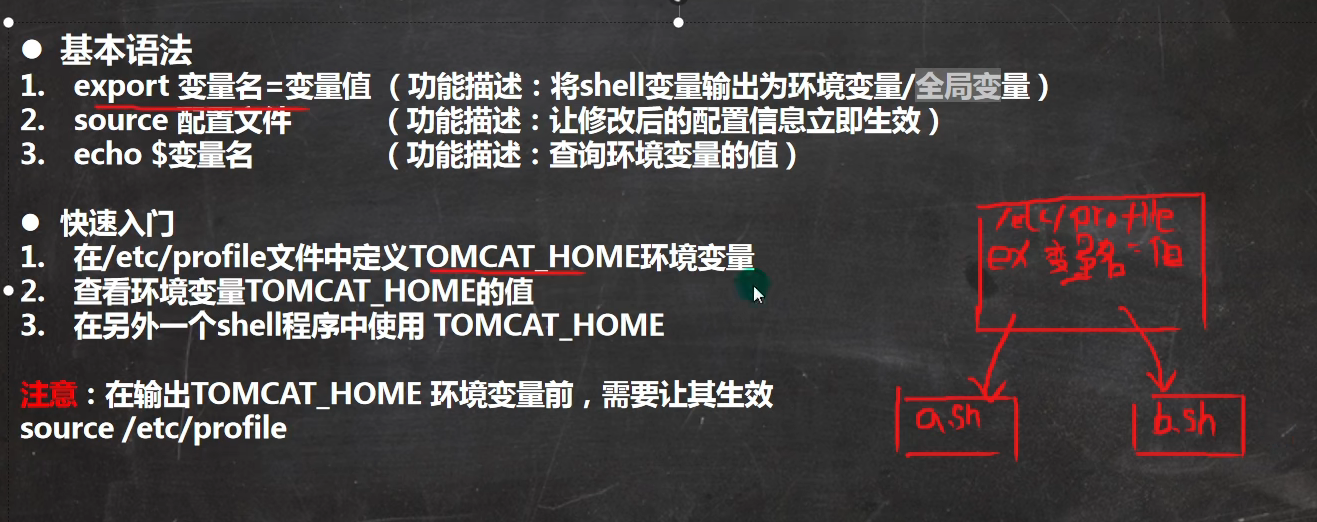 ● 基本语法
1. export 变量名=变量值（功能描述：将shell变量输出为环境变量/全局变量）
2. source 配置文件 （功能描述：让修改后的配置信息立即生效）
3. echo $变量名 （功能描述：查询环境变量的值）
● 快速入门
1. 在/etc/profile文件中定义TOMCAT_HOME环境变量
2. 查看环境变量TOMCAT_HOME的值
3. 在另外一个shell程序中使用 TOMCAT_HOME
注意：在输出TOMCAT_HOME 环境变量前，需要让其生效
source /etc/profile
/etc/profile
ex 变量名=值
a.sh
b.sh